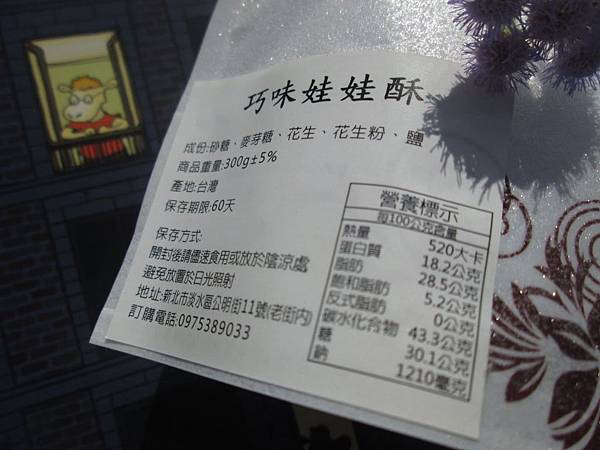 巧味娃娃酥
成份:砂糖、麥芽糖、花生、花生粉、鹽
商品重量:300g±5%
產地:台灣
保存期限:60天
保存方式:
開封後請儘速食用或放於陰涼處
避免放置於日光照射
地址:新北市淡水區公明街11號(老街內)
訂購電話:0975389033
營養標示
每100公克含量
熱量 520大卡
蛋白質 18.2公克
脂肪 28.5公克
飽和脂肪 5.2公克
反式脂肪 0公克
碳水化合物 43.3公克
糖 30.1公克
鈉 1210毫克